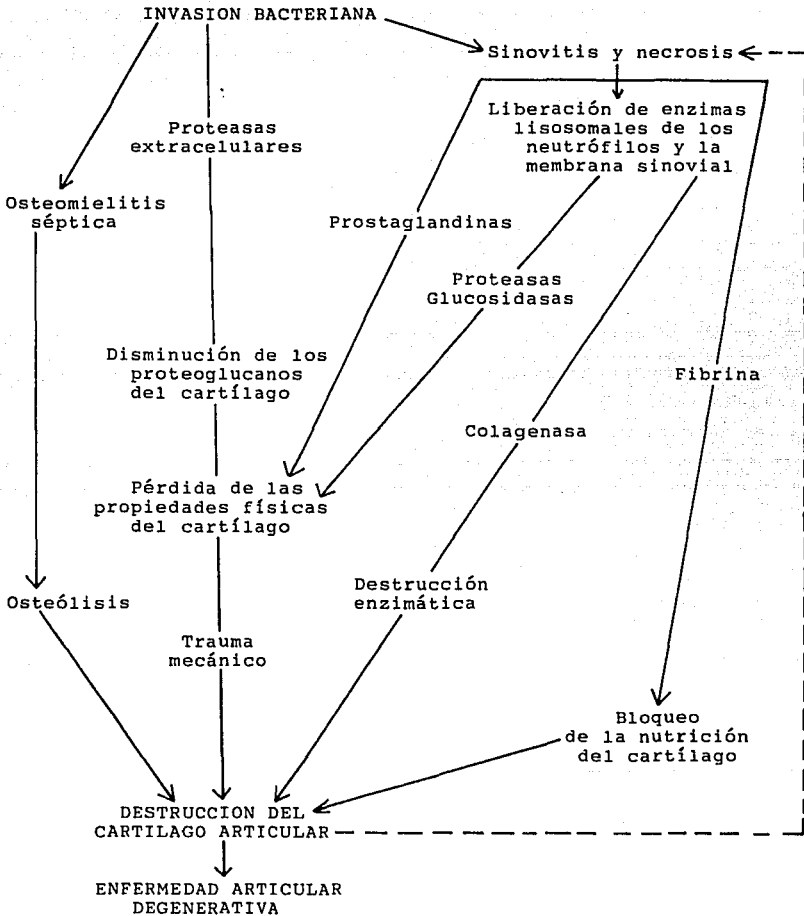 INVASION BACTERIANA
Sinovitis y necrosis
Liberación de enzimas
lisosomales de los
neutrófilos y la
membrana sinovial
Proteasas
extracelulares
Osteomielitis
séptica
Prostaglandinas
Proteasas
Glucosidasas
Disminución de los
proteoglucanos
del cartílago
Fibrina
Colagenasa
Pérdida de las
propiedades físicas
del cartílago
Destrucción
enzimática
Osteólisis
Trauma
mecánico
Bloqueo
de la nutrición
del cartílago
DESTRUCCION DEL
CARTILAGO ARTICULAR
ENFERMEDAD ARTICULAR
DEGENERATIVA